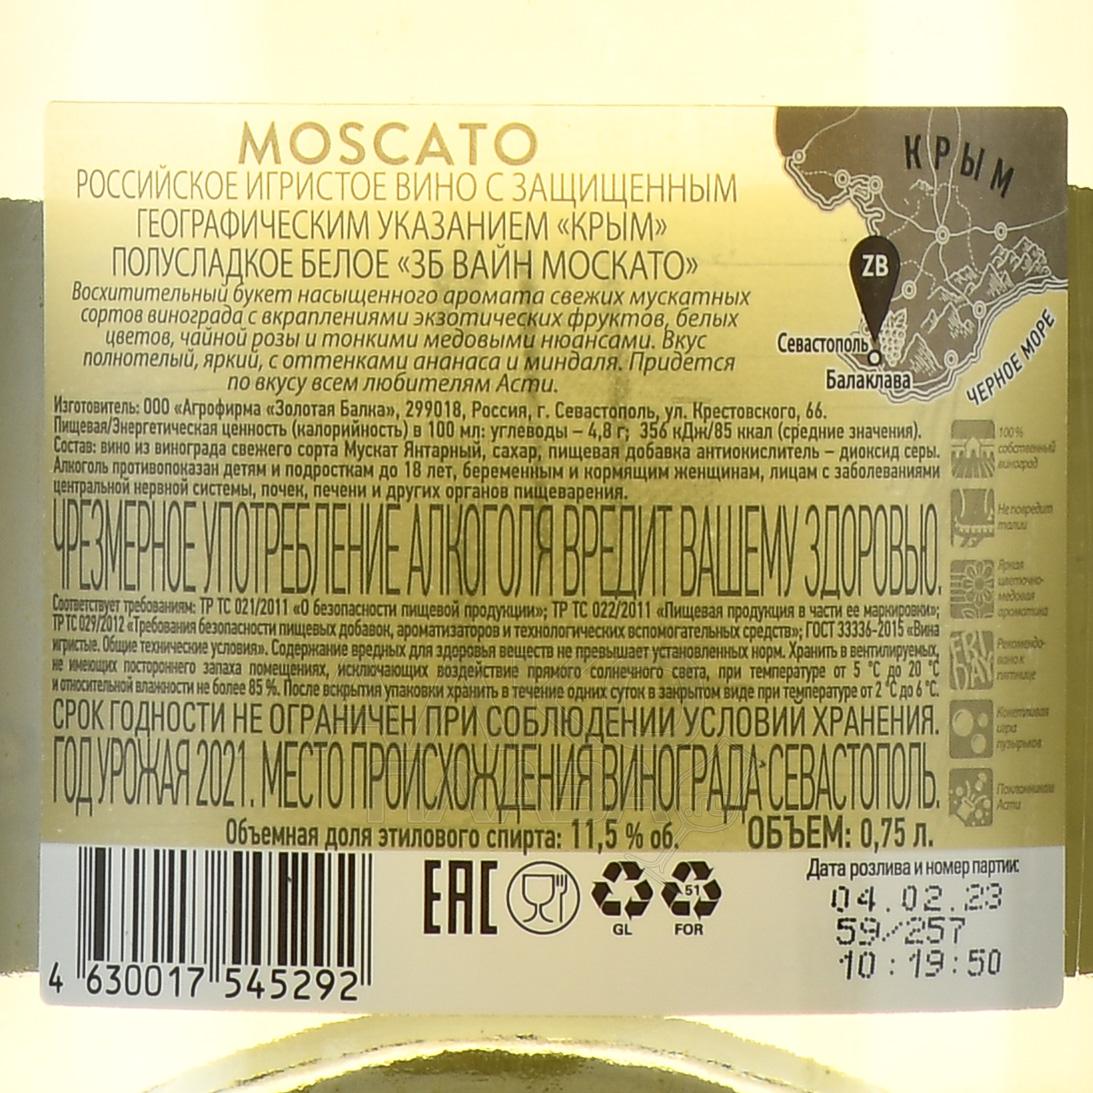 MOSCATO
РОССИЙСКОЕ ИГРИСТОЕ ВИНО С ЗАЩИЩЕННЫМ
ГЕОГРАФИЧЕСКИМ УКАЗАНИЕМ «КРЫМ»
ПОЛУСЛАДКОЕ БЕЛОЕ «ЗБ ВАЙН МОСКАТО»
Восхитительный букет насыщенного аромата свежих мускатных
сортов винограда с вкраплениями экзотических фруктов, белых
цветов, чайной розы и тонкими медовыми нюансами. Вкус
полнотелый, яркий, с оттенками ананаса и миндаля. Придется
по вкусу всем любителям Асти.
КРЫМ
ZB
Севастополь
Балаклава
ЧЕРНОЕ МОРЕ
Изготовитель: ООО «Агрофирма «Золотая Балка», 299018, Россия, г. Севастополь, ул. Крестовского, 66.
Пищевая/Энергетическая ценность (калорийность) в 100 мл: углеводы – 4,8 г; 356 кДж/85 ккал (средние значения).
Состав: вино из винограда свежего сорта Мускат Янтарный, сахар, пищевая добавка антиокислитель – диоксид серы.
Алкоголь противопоказан детям и подросткам до 18 лет, беременным и кормящим женщинам, лицам с заболеваниями
центральной нервной системы, почек, печени и других органов пищеварения.
ЧРЕЗМЕРНОЕ УПОТРЕБЛЕНИЕ АЛКОГОЛЯ ВРЕДИТ ВАШЕМУ ЗДОРОВЬЮ.
Соответствует требованиям: ТР ТС 021/2011 «О безопасности пищевой продукции»; ТР ТС 022/2011 «Пищевая продукция в части ее маркировки»;
ТР ТС 029/2012 «Требования безопасности пищевых добавок, ароматизаторов и технологических вспомогательных средств»; ГОСТ 33336-2015 «Вина
игристые. Общие технические условия». Содержание вредных для здоровья веществ не превышает установленных норм. Хранить в вентилируемых,
не имеющих постороннего запаха помещениях, исключающих воздействие прямого солнечного света, при температуре от 5 °С до 20 °С
и относительной влажности не более 85 %. После вскрытия упаковки хранить в течение одних суток в закрытом виде при температуре от 2 °С до 6 °С.
СРОК ГОДНОСТИ НЕ ОГРАНИЧЕН ПРИ СОБЛЮДЕНИИ УСЛОВИЙ ХРАНЕНИЯ.
ГОД УРОЖАЯ 2021. МЕСТО ПРОИСХОЖДЕНИЯ ВИНОГРАДА СЕВАСТОПОЛЬ.
Объемная доля этилового спирта: 11,5 % об. ОБЪЕМ: 0,75 л.
100%
собственный
виноград
Не повредит
талии
Яркая
цветочно-
медовая
ароматика
FRI
DAY
Рекомендо-
вано к
пятнице
Кокетливая
игра
пузырьков
Поклонникам
Асти
4 630017 545292
EAC
GL
51
FOR
Дата розлива и номер партии:
04.02.23
59/257
10:19:50